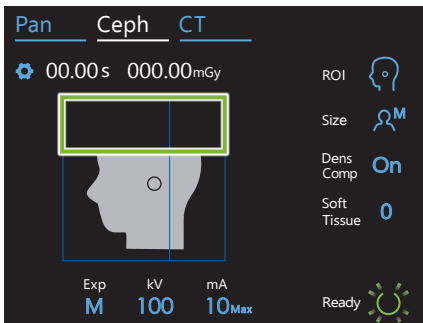 Pan Ceph CT
00.00 s 000.00mGy
ROI
Size M
Dens
Comp On
Soft
Tissue 0
Exp kV mA
M 100 10Max
Ready